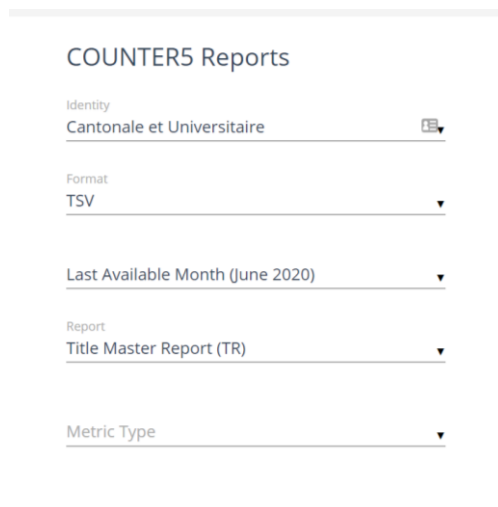 COUNTER5 Reports
Identity
Cantonale et Universitaire
Format
TSV
Last Available Month (June 2020)
Report
Title Master Report (TR)
Metric Type